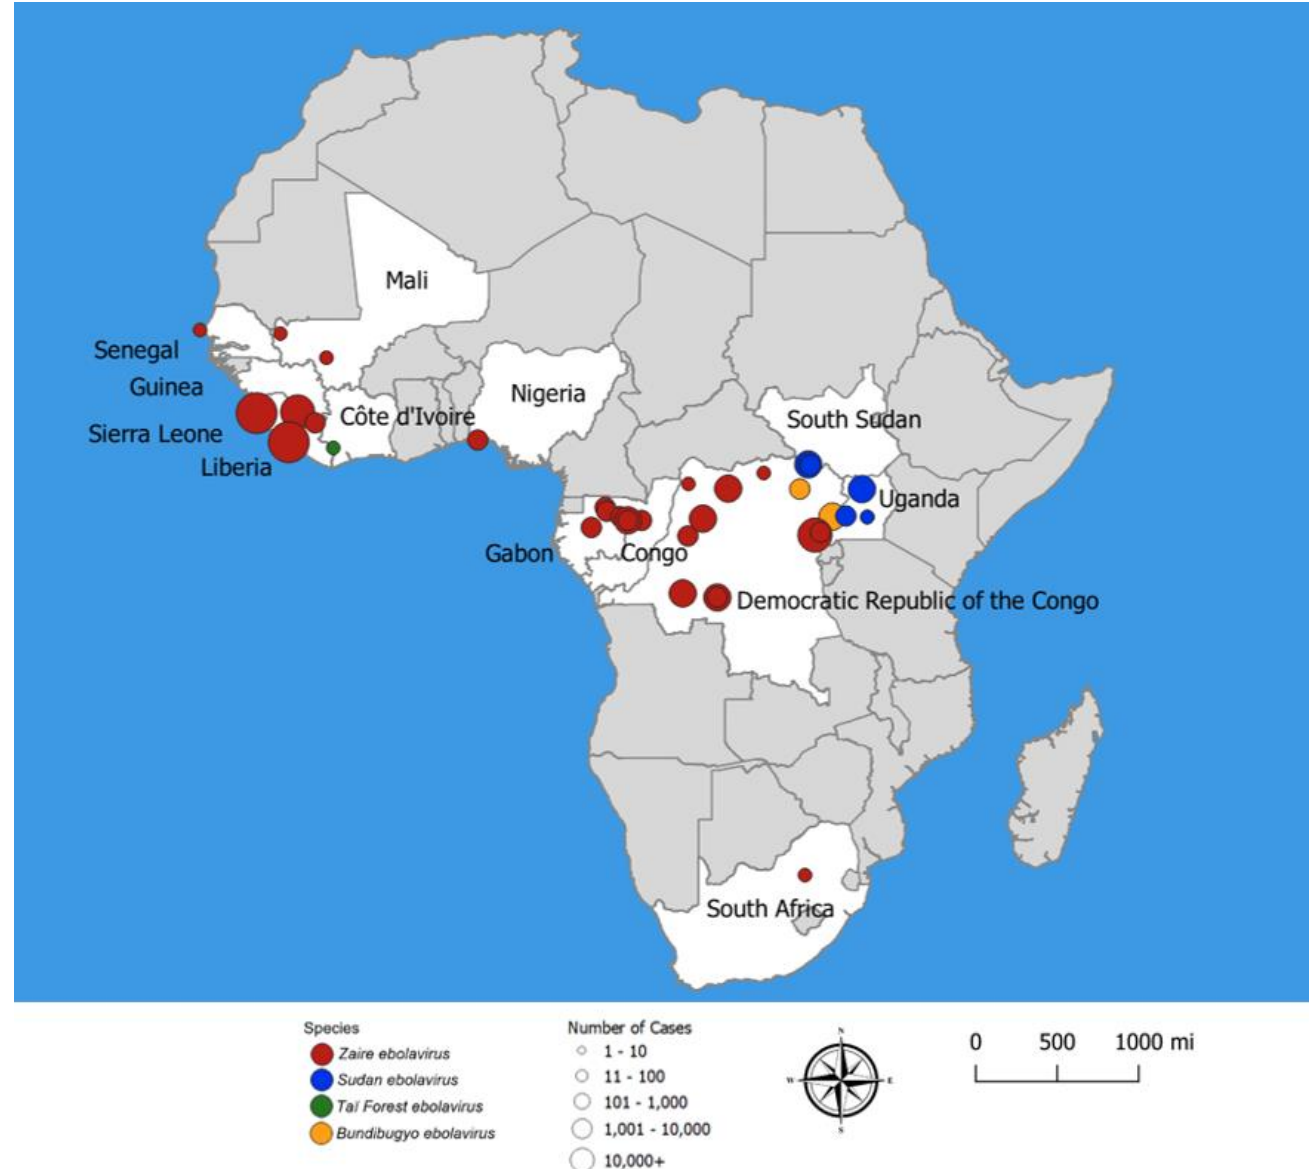 Mali
Senegal
Guinea
Nigeria
Côte d'Ivoire
South Sudan
Sierra Leone
Liberia
Uganda
Gabon
Congo
Democratic Republic of the Congo
South Africa
Species
Zaire ebolavirus
Sudan ebolavirus
Taï Forest ebolavirus
Bundibugyo ebolavirus
Number of Cases
1 - 10
11 - 100
101 - 1,000
1,001 - 10,000
10,000+
N
W
E
S
0 500 1000 mi